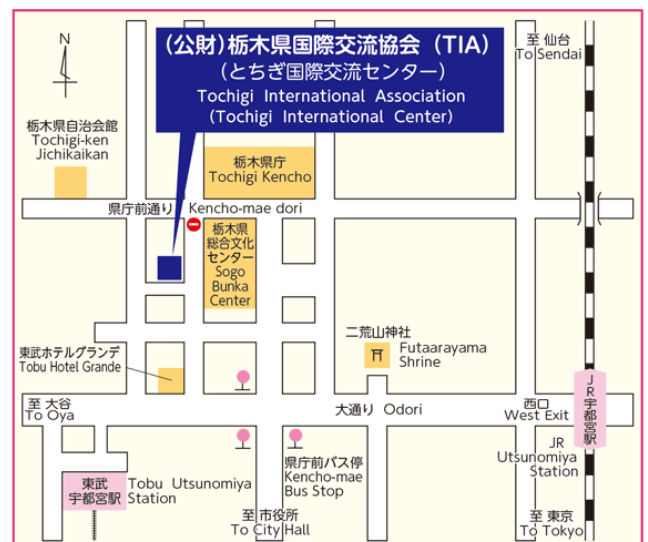 (公財)栃木県国際交流協会 (TIA)
(とちぎ国際交流センター)
Tochigi International Association
(Tochigi International Center)
N
至 仙台
To Sendai
栃木県自治会館
Tochigi-ken
Jichikaikan
栃木県庁
Tochigi Kencho
県庁前通り Kencho-mae dori
栃木県
総合文化
センター
Sogo
Bunka
Center
二荒山神社
Futaarayama
Shrine
東武ホテルグランデ
Tobu Hotel Grande
至 大谷
To Oya
大通り Odori
西口
West Exit
JR宇都宮駅
JR
Utsunomiya
Station
東武
宇都宮駅
Tobu Utsunomiya
Station
県庁前バス停
Kencho-mae
Bus Stop
至 市役所
To City Hall
至 東京
To Tokyo